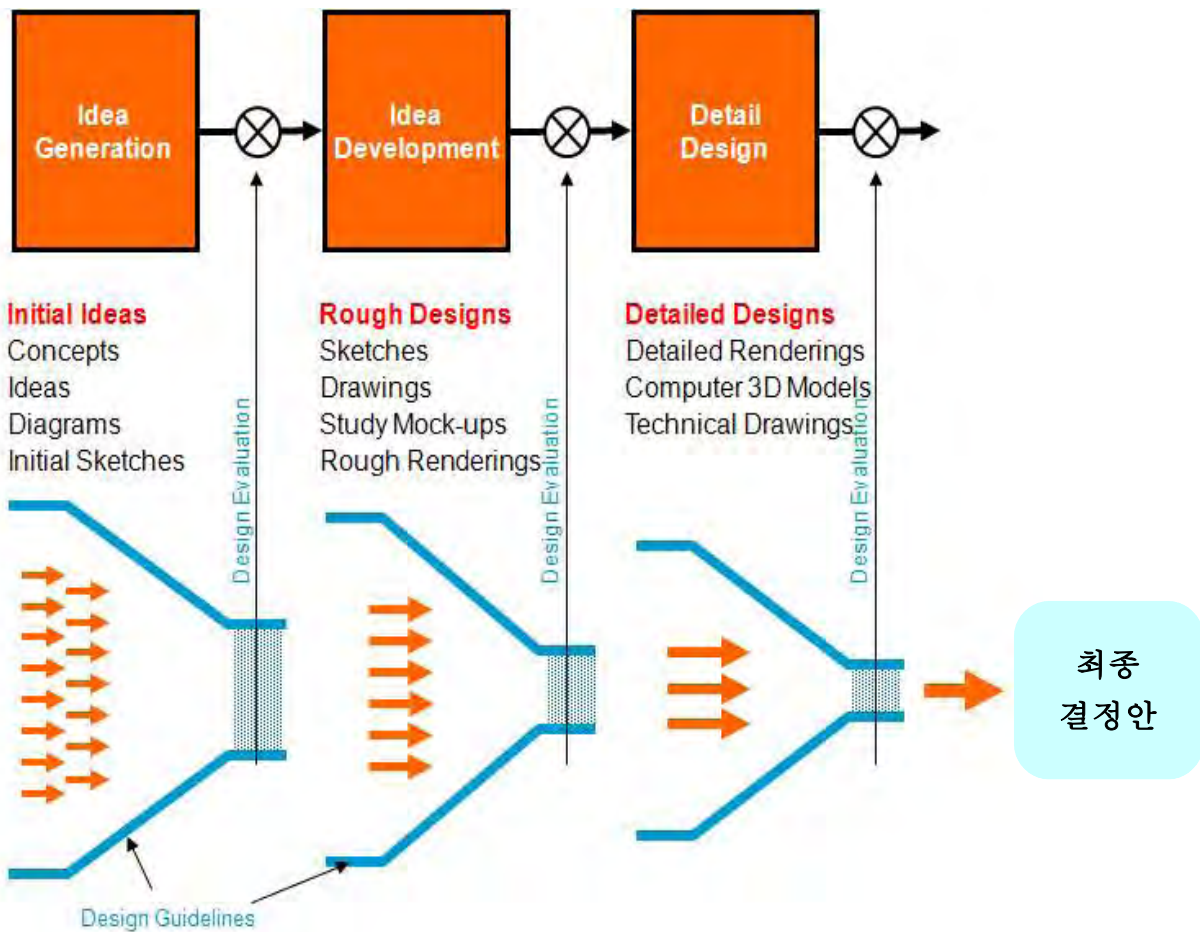 Idea
Generation
Idea
Development
Detail
Design
Initial Ideas
Concepts
Ideas
Diagrams
Initial Sketches
Rough Designs
Sketches
Drawings
Study Mock-ups
Rough Renderings
Detailed Designs
Detailed Renderings
Computer 3D Models
Technical Drawings
Design Evaluation
Design Evaluation
Design Evaluation
최종
결정안
Design Guidelines